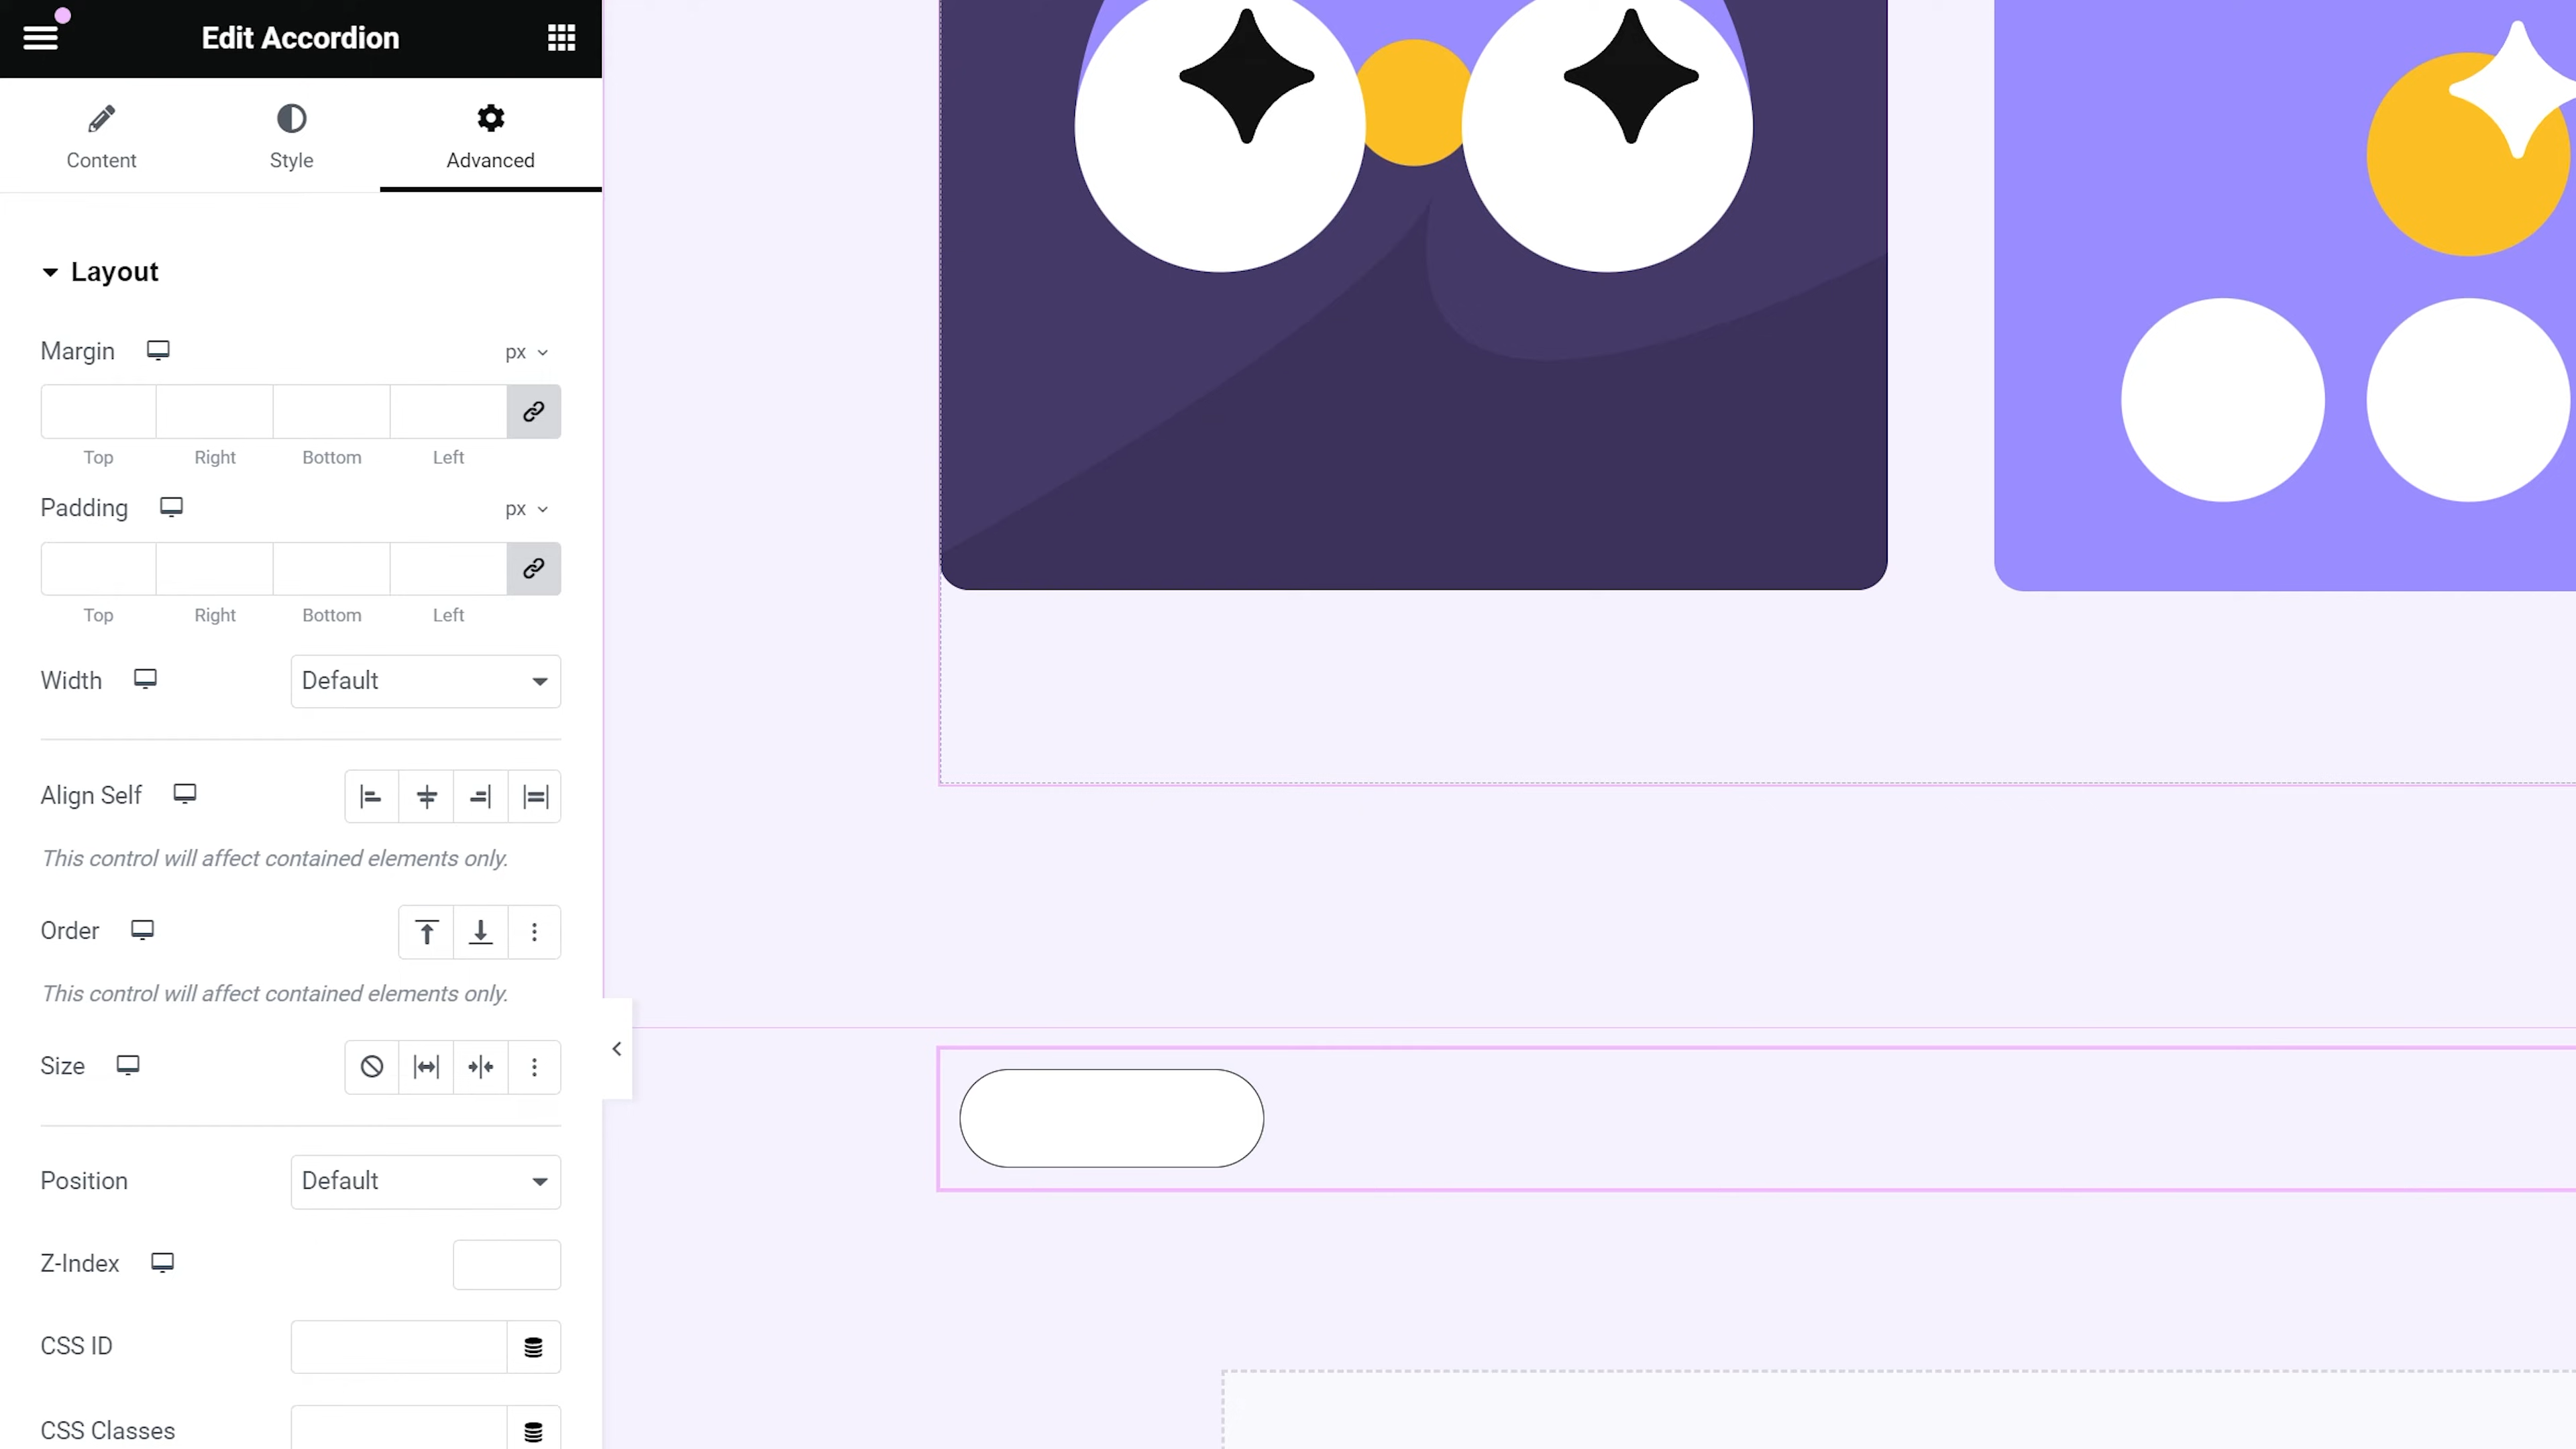 Edit Accordion
Content Style Advanced
Layout
Margin px
Top Right Bottom Left
Padding px
Top Right Bottom Left
Width Default
Align Self
This control will affect contained elements only.
Order
This control will affect contained elements only.
Size
Position Default
Z-Index
CSS ID
CSS Classes